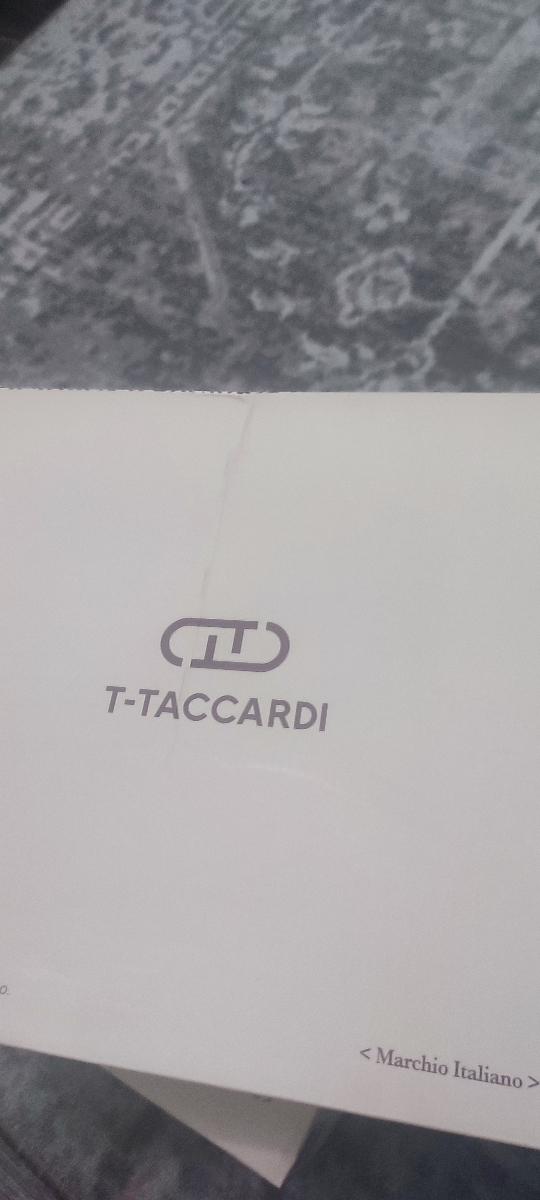 T-TACCARDI
o.
< Marchio Italiano >